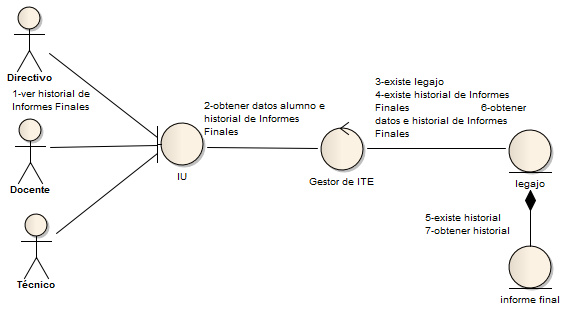 Directivo
1-ver historial de
Informes Finales
Docente
Técnico
IU
2-obtener datos alumno e
historial de Informes
Finales
Gestor de ITE
3-existe legajo
4-existe historial de Informes
Finales 6-obtener
datos e historial de Informes
Finales
legajo
5-existe historial
7-obtener historial
informe final